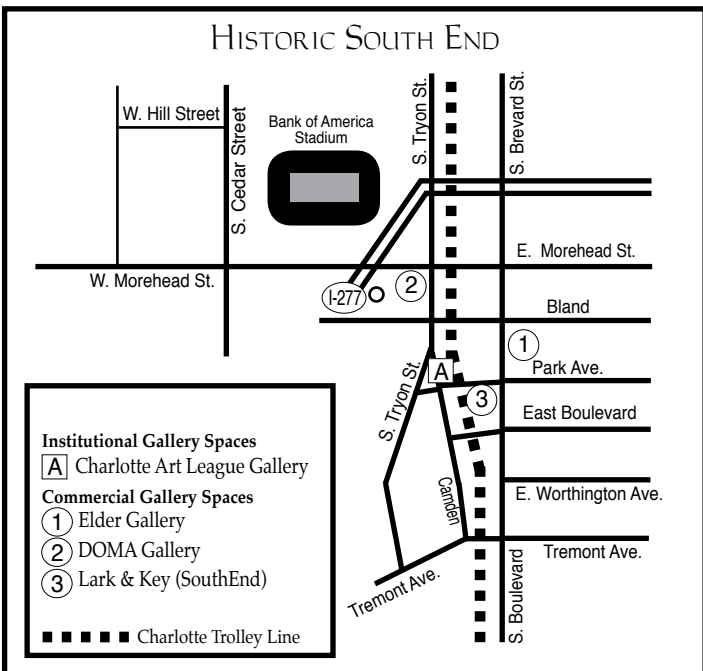 HISTORIC SOUTH END
W. Hill Street
S. Cedar Street
Bank of America
Stadium
S. Tryon St.
S. Brevard St.
E. Morehead St.
W. Morehead St.
I-277
2
Bland
1
Park Ave.
A
S. Tryon St.
3
East Boulevard
Camden
E. Worthington Ave.
Tremont Ave.
Tremont Ave.
S. Boulevard
Institutional Gallery Spaces
A Charlotte Art League Gallery
Commercial Gallery Spaces
1 Elder Gallery
2 DOMA Gallery
3 Lark & Key (SouthEnd)
Charlotte Trolley Line